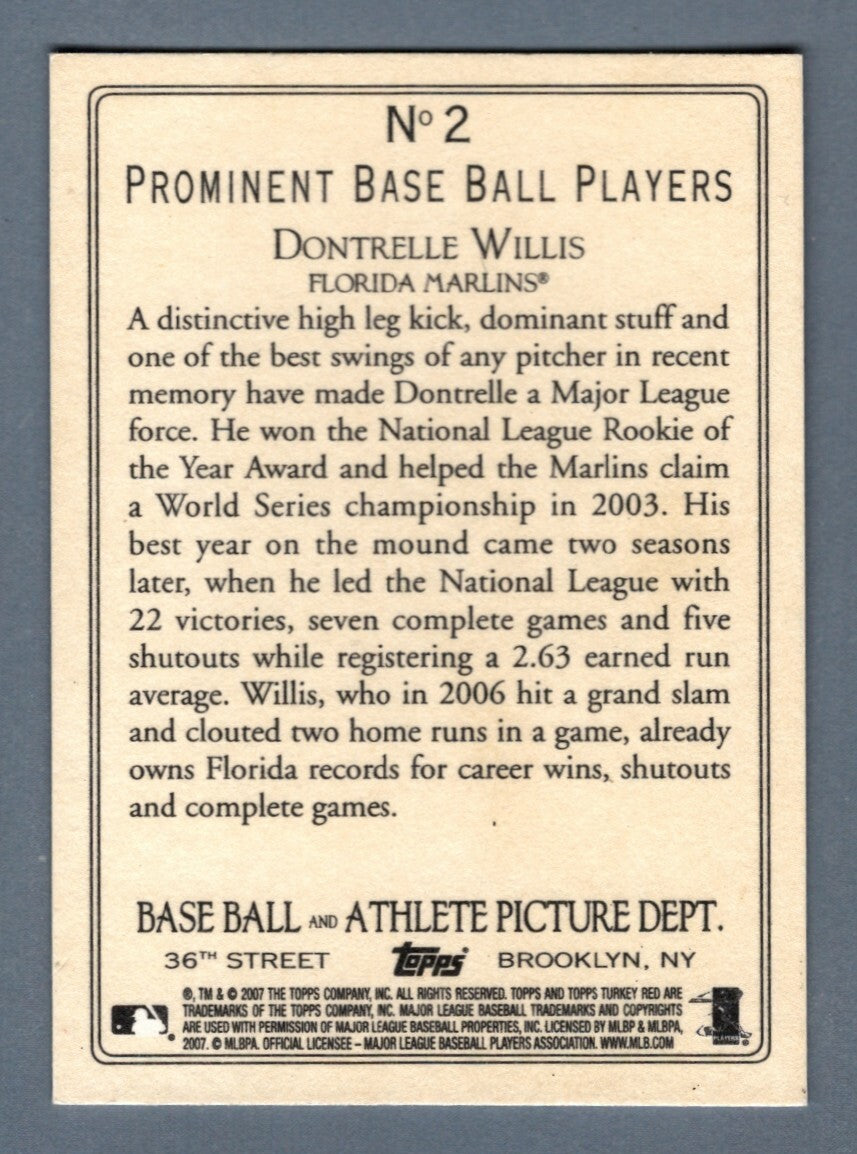 Nº 2
PROMINENT BASE BALL PLAYERS
DONTRELLE WILLIS
FLORIDA MARLINS®
A distinctive high leg kick, dominant stuff and
one of the best swings of any pitcher in recent
memory have made Dontrelle a Major League
force. He won the National League Rookie of
the Year Award and helped the Marlins claim
a World Series championship in 2003. His
best year on the mound came two seasons
later, when he led the National League with
22 victories, seven complete games and five
shutouts while registering a 2.63 earned run
average. Willis, who in 2006 hit a grand slam
and clouted two home runs in a game, already
owns Florida records for career wins, shutouts
and complete games.
BASE BALL AND ATHLETE PICTURE DEPT.
36TH STREET topps® BROOKLYN, NY
®, TM & © 2007 THE TOPPS COMPANY, INC. ALL RIGHTS RESERVED. TOPPS AND TOPPS TURKEY RED ARE
TRADEMARKS OF THE TOPPS COMPANY, INC. MAJOR LEAGUE BASEBALL TRADEMARKS AND COPYRIGHTS
ARE USED WITH PERMISSION OF MAJOR LEAGUE BASEBALL PROPERTIES, INC. LICENSED BY MLBP & MLBPA,
2007. © MLBPA. OFFICIAL LICENSEE – MAJOR LEAGUE BASEBALL PLAYERS ASSOCIATION. WWW.MLB.COM
PLAYERS